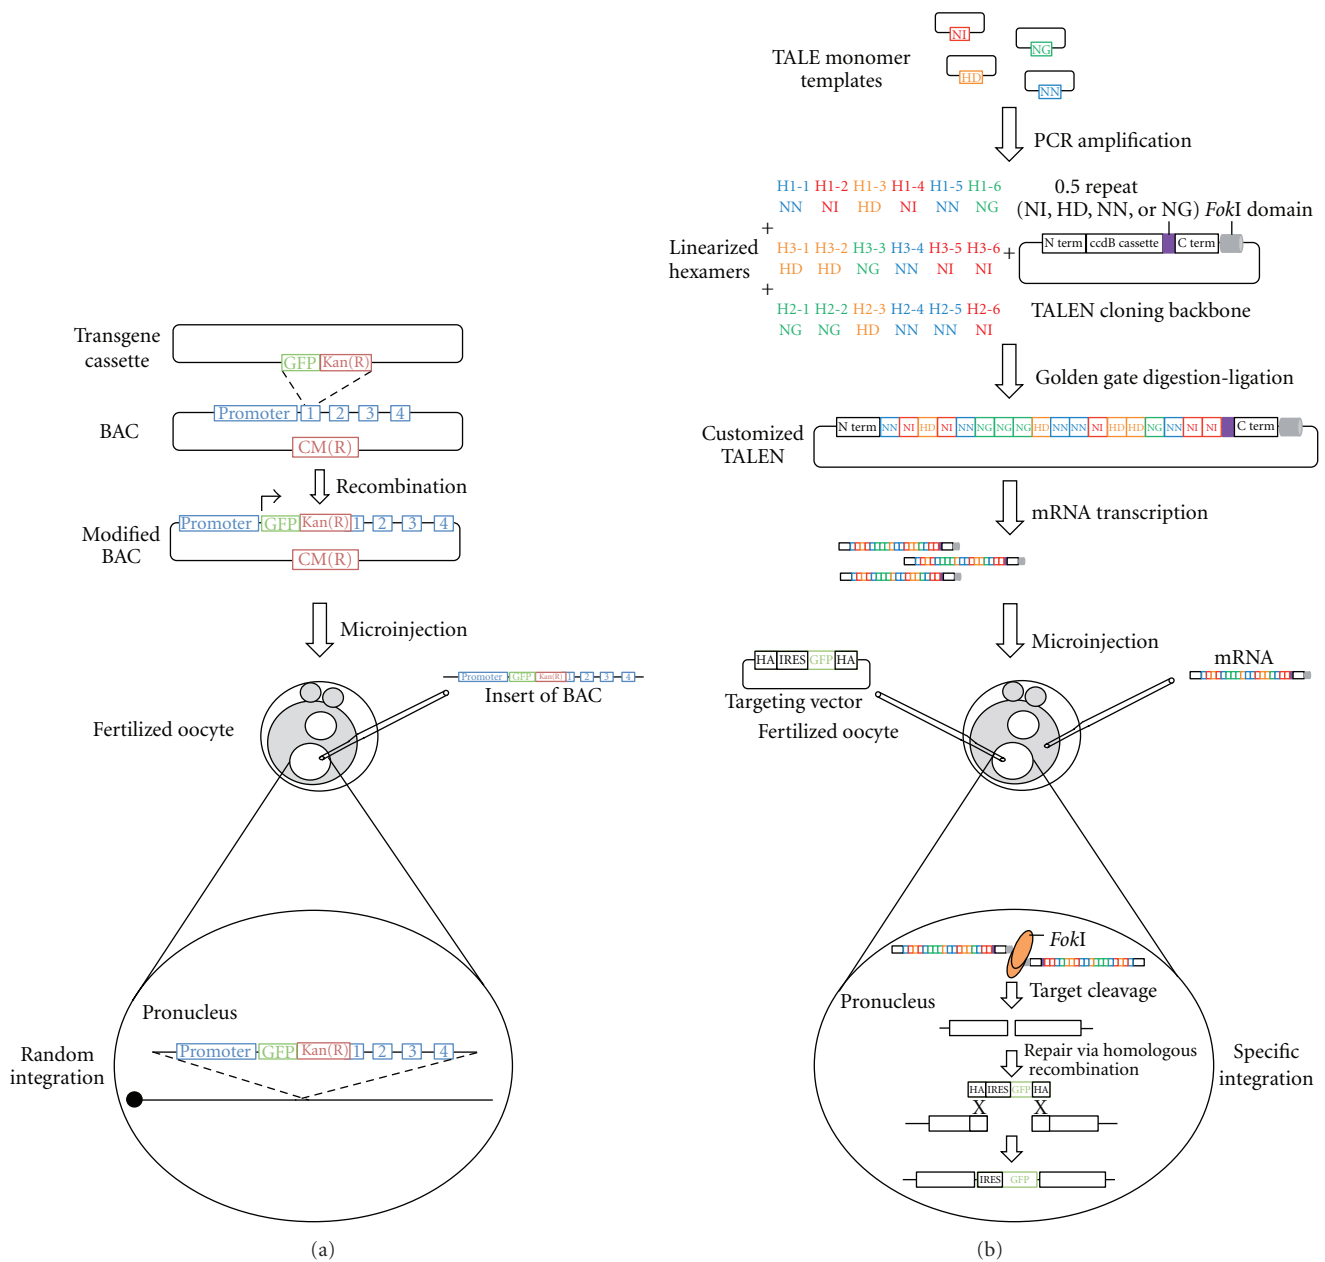 Transgene
cassette
GFP Kan(R)
Promoter 1 2 3 4
BAC
CM(R)
Recombination
Promoter GFP Kan(R) 1 2 3 4
Modified
BAC
CM(R)
Microinjection
Promoter GFP Kan(R) 1 2 3 4
Insert of BAC
Fertilized oocyte
Pronucleus
Promoter GFP Kan(R) 1 2 3 4
Random
integration
(a)
NI
NG
TALE monomer
templates
HD
NN
PCR amplification
H1-1 H1-2 H1-3 H1-4 H1-5 H1-6
NN NI HD NI NN NG
+
Linearized
hexamers
H3-1 H3-2 H3-3 H3-4 H3-5 H3-6
HD HD NG NN NI NI
+
H2-1 H2-2 H2-3 H2-4 H2-5 H2-6
NG NG HD NN NN NI
+
0.5 repeat
(NI, HD, NN, or NG) FokI domain
N term ccdB cassette C term
TALEN cloning backbone
Golden gate digestion-ligation
Customized
TALEN
N term NN NI HD NI NN NG NG NG HD NN NN NI HD HD NG NN NI NI C term
mRNA transcription
Microinjection
HA IRES GFP HA
Targeting vector
mRNA
Fertilized oocyte
FokI
Target cleavage
Pronucleus
Repair via homologous
recombination
HA IRES GFP HA
X X
IRES GFP
Specific
integration
(b)